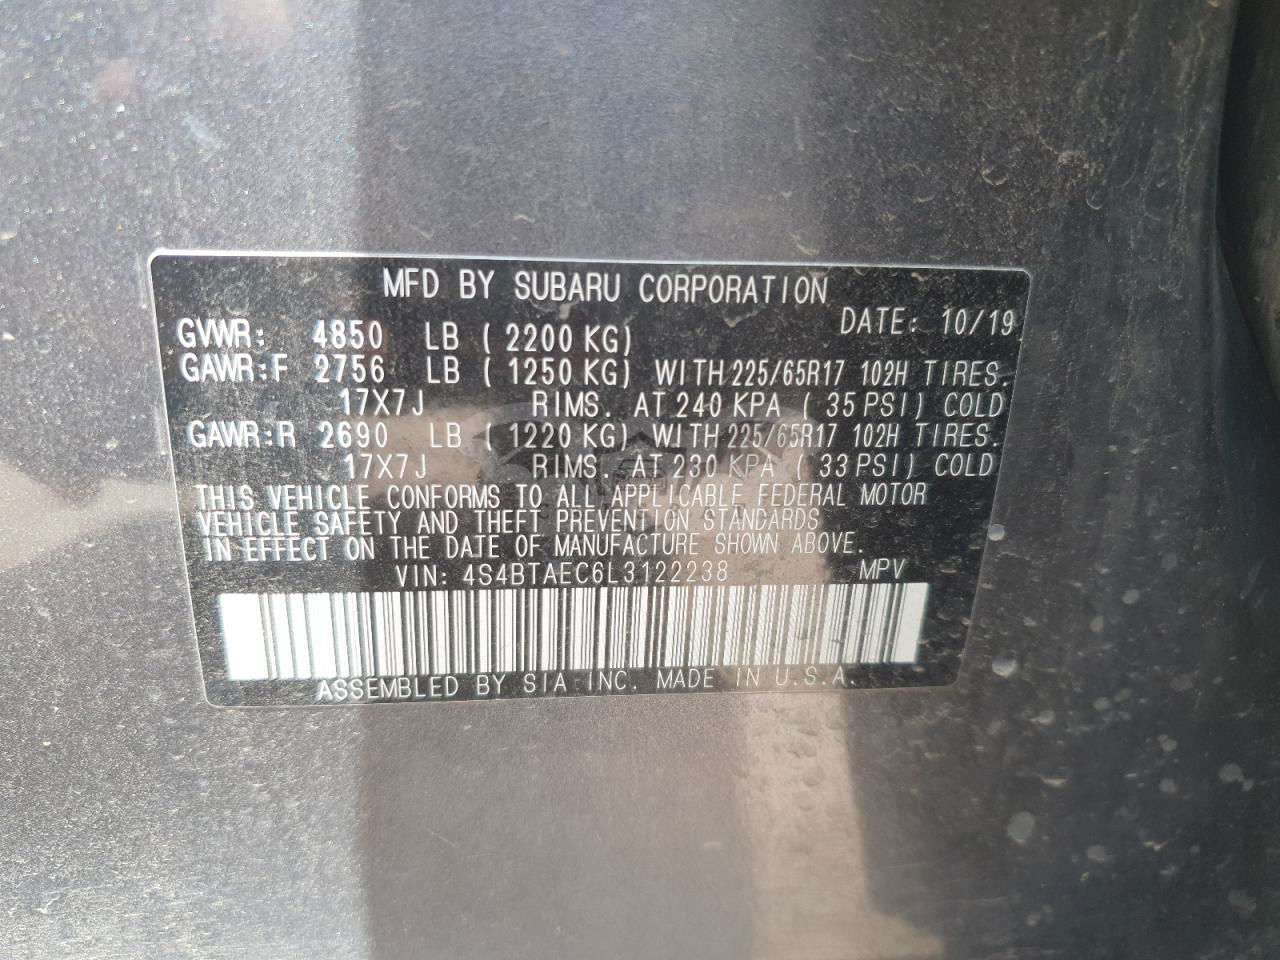 MFD BY SUBARU CORPORATION
DATE: 10/19
GVWR: 4850 LB ( 2200 KG)
GAWR:F 2756 LB ( 1250 KG) WITH 225/65R17 102H TIRES.
17X7J RIMS. AT 240 KPA ( 35 PSI) COLD
GAWR:R 2690 LB ( 1220 KG) WITH 225/65R17 102H TIRES.
17X7J RIMS. AT 230 KPA ( 33 PSI) COLD
THIS VEHICLE CONFORMS TO ALL APPLICABLE FEDERAL MOTOR
VEHICLE SAFETY AND THEFT PREVENTION STANDARDS
IN EFFECT ON THE DATE OF MANUFACTURE SHOWN ABOVE.
VIN: 4S4BTAEC6L3122238 MPV
ASSEMBLED BY SIA INC. MADE IN U.S.A.